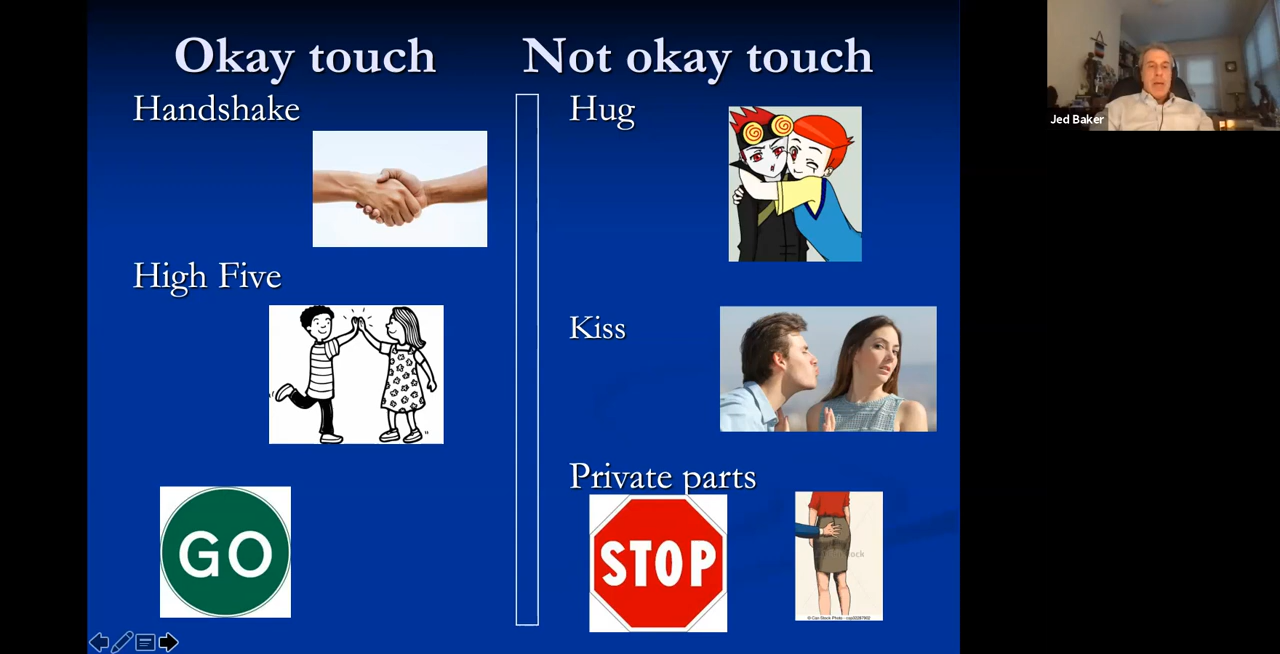 Okay touch
Not okay touch
Handshake
High Five
GO
Hug
Kiss
Private parts
STOP
Jed Baker